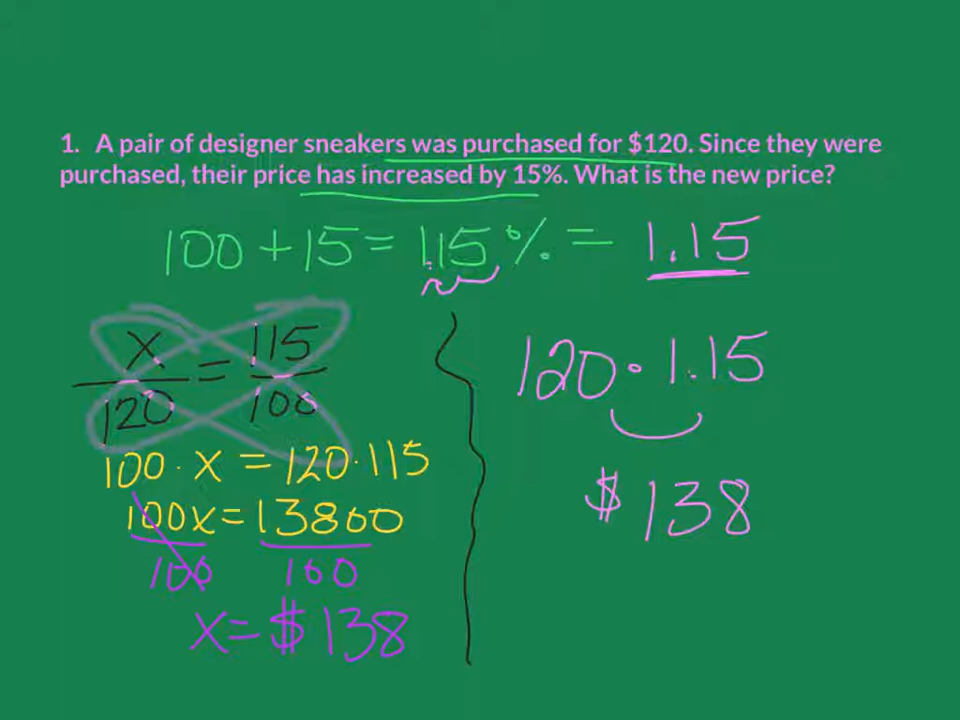 1. A pair of designer sneakers was purchased for $120. Since they were
purchased, their price has increased by 15%. What is the new price?
100 + 15 = 115 % = 1.15
x/120 = 115/100
100 · x = 120 · 115
100x = 13800
100 100
x = $138
120 · 1.15
$138